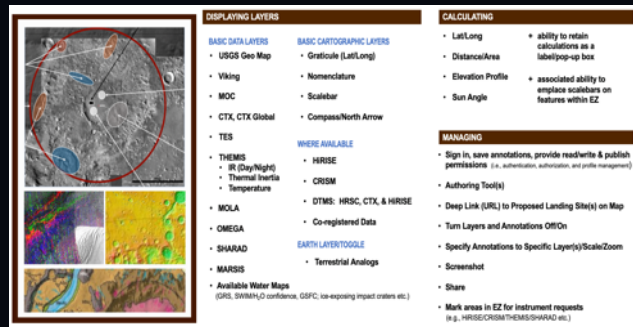 DISPLAYING LAYERS
BASIC DATA LAYERS
• USGS Geo Map
• Viking
• MOC
• CTX, CTX Global
• TES
• THEMIS
• IR (Day/Night)
• Thermal Inertia
• Temperature
• MOLA
• OMEGA
• SHARAD
• MARSIS
• Available Water Maps
(GRS, SWIM/H₂O confidence, GSFC; ice-exposing impact craters etc.)
BASIC CARTOGRAPHIC LAYERS
• Graticule (Lat/Long)
• Nomenclature
• Scalebar
• Compass/North Arrow
WHERE AVAILABLE
• HiRISE
• CRISM
• DTMS: HRSC, CTX, & HiRISE
• Co-registered Data
EARTH LAYER/TOGGLE
• Terrestrial Analogs
CALCULATING
• Lat/Long
• Distance/Area
• Elevation Profile
• Sun Angle
+ ability to retain
calculations as a
label/pop-up box
+ associated ability to
emplace scalebars on
features within EZ
MANAGING
• Sign in, save annotations, provide read/write & publish
permissions (i.e., authentication, authorization, and profile management)
• Authoring Tool(s)
• Deep Link (URL) to Proposed Landing Site(s) on Map
• Turn Layers and Annotations Off/On
• Specify Annotations to Specific Layer(s)/Scale/Zoom
• Screenshot
• Share
• Mark areas in EZ for instrument requests
(e.g., HiRISE/CRISM/THEMIS/SHARAD etc.)